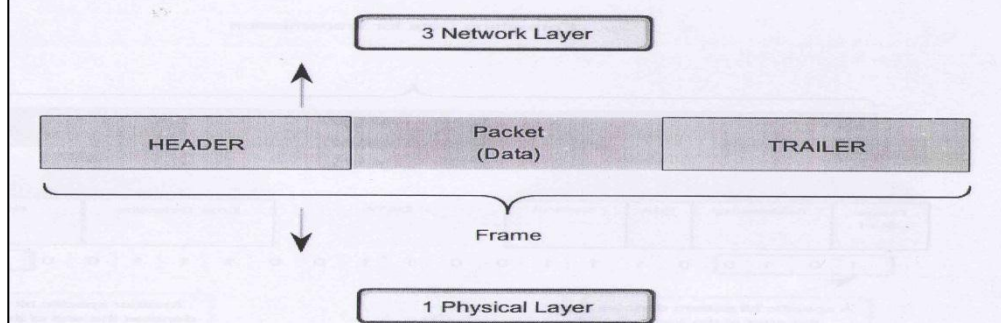 3 Network Layer
HEADER
Packet
(Data)
TRAILER
Frame
1 Physical Layer